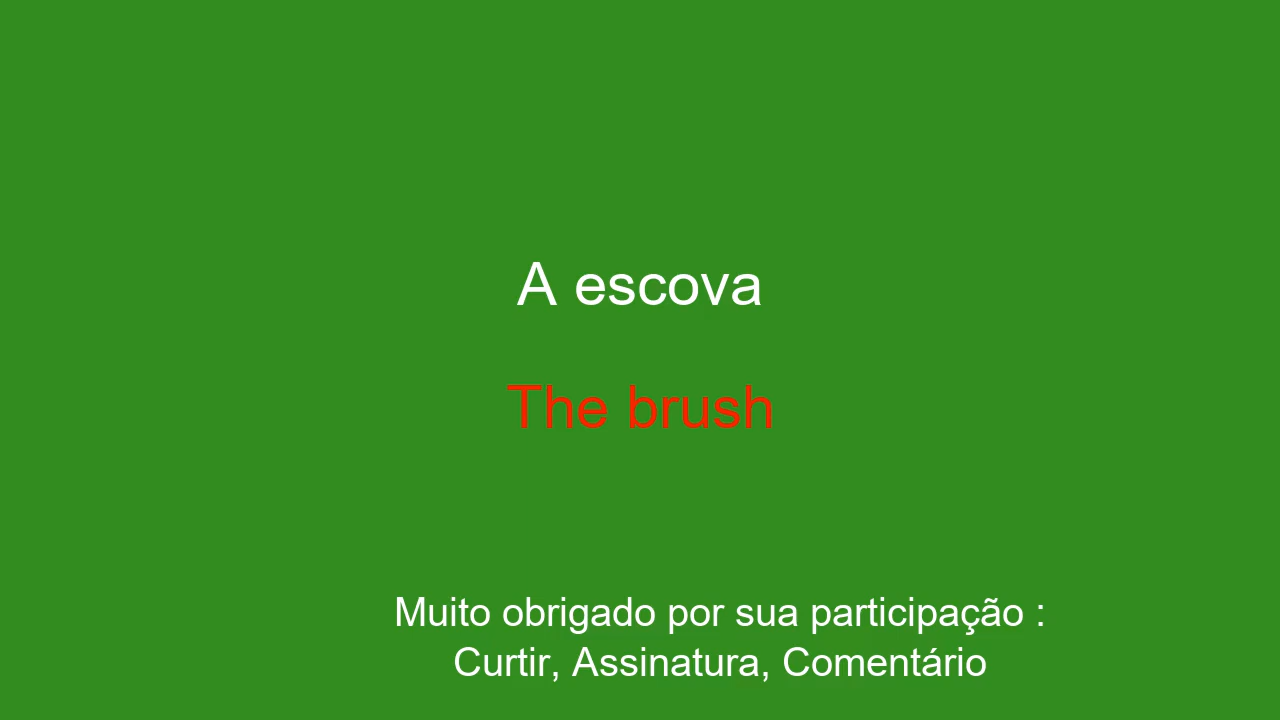 A escova
The brush
Muito obrigado por sua participação :
Curtir, Assinatura, Comentário